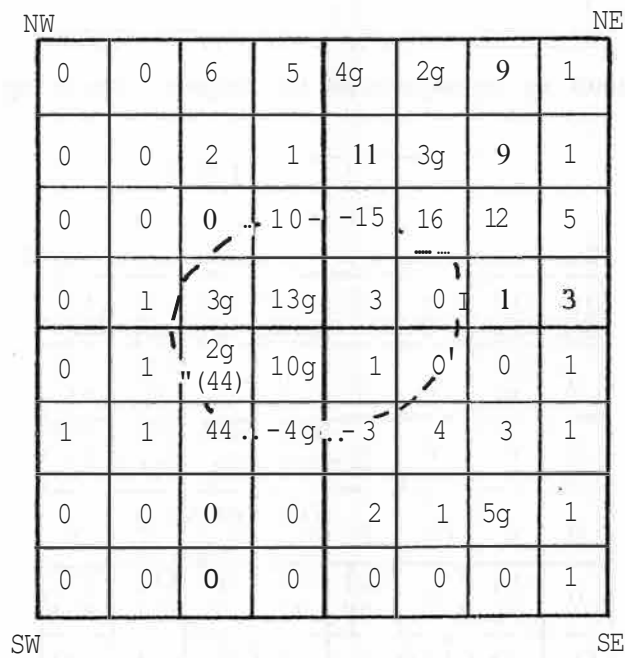 NW NE
0 0 6 5 4g 2g 9 1
0 0 2 1 11 3g 9 1
0 0 0 10 15 16 12 5
0 1 3g 13g 3 0 1 3
0 1 2g (44) 10g 1 0 0 1
1 1 44 4g 3 4 3 1
0 0 0 0 2 1 5g 1
0 0 0 0 0 0 0 1
SW SE